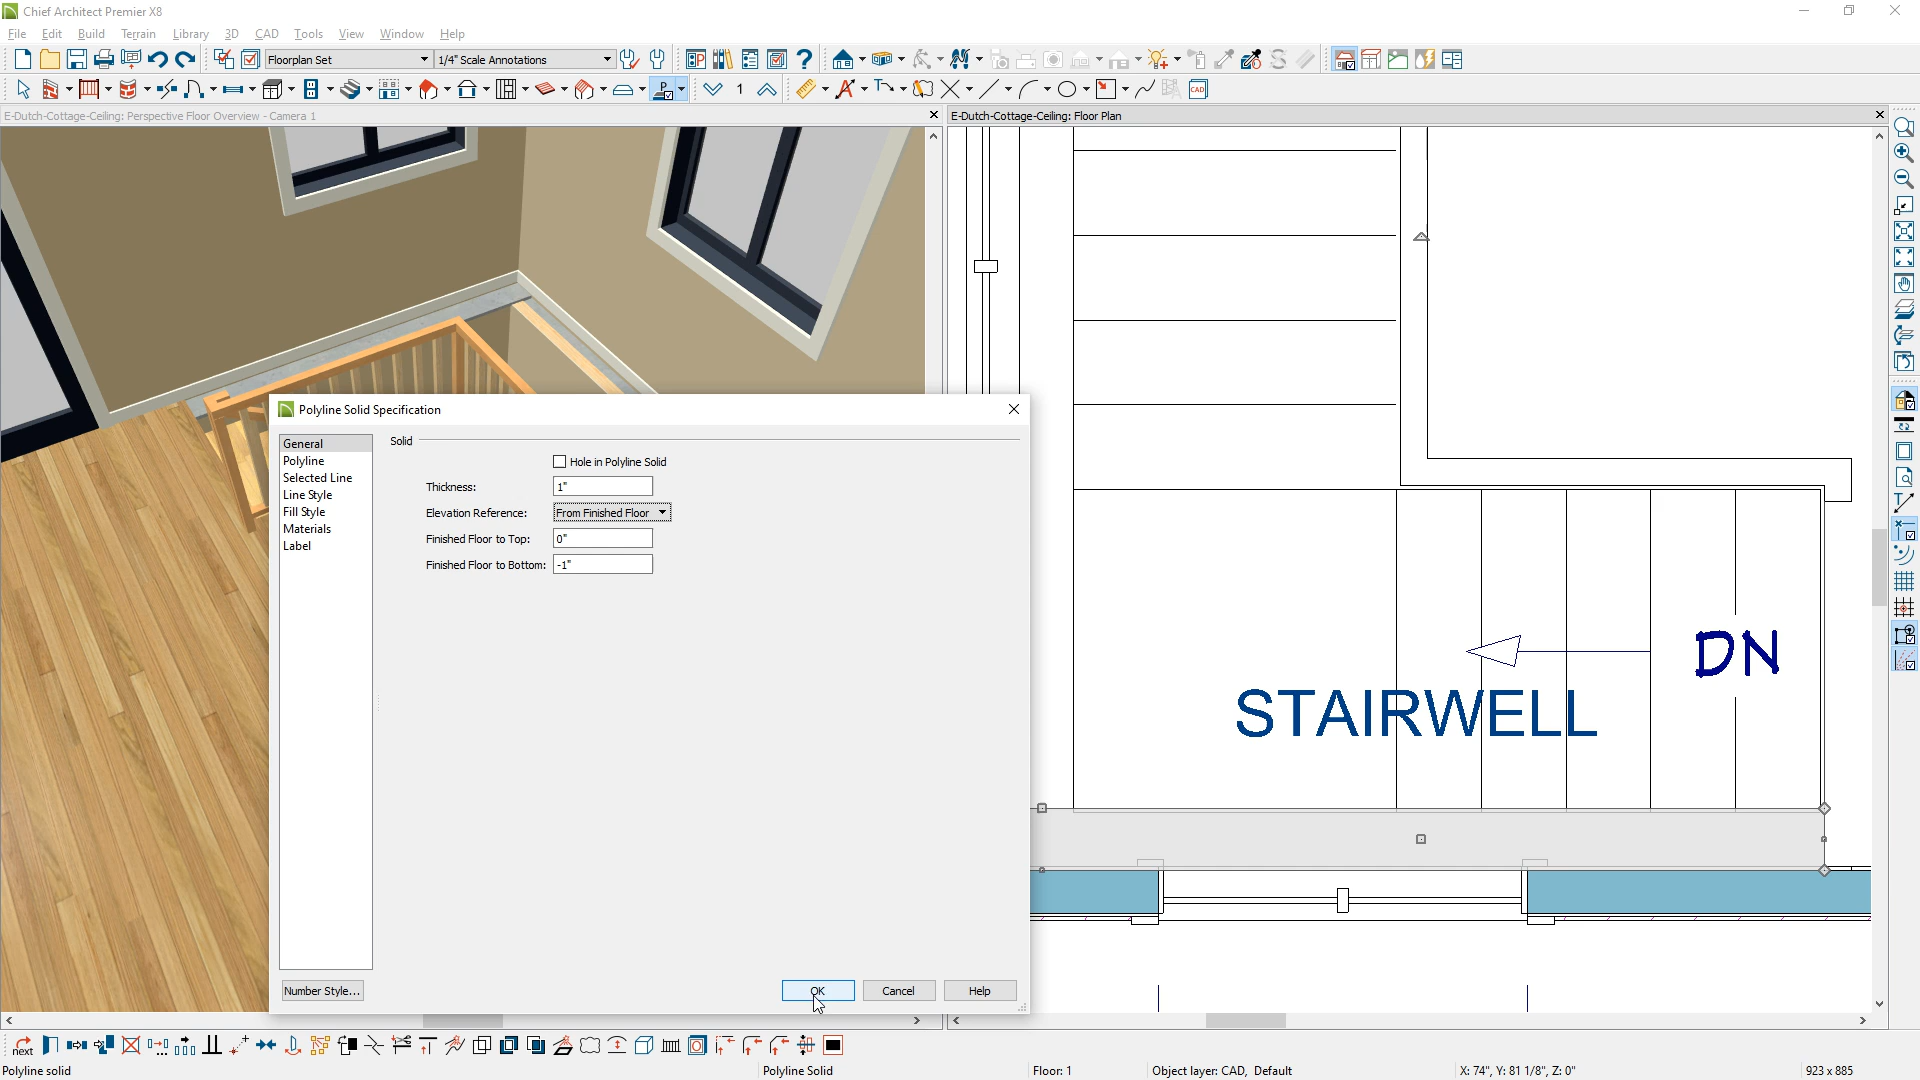 Chief Architect Premier X8
File Edit Build Terrain Library 3D CAD Tools View Window Help
Floorplan Set 1/4" Scale Annotations
P 1 CAD
E-Dutch-Cottage-Ceiling: Perspective Floor Overview - Camera 1
E-Dutch-Cottage-Ceiling: Floor Plan
Polyline Solid Specification
General
Polyline
Selected Line
Line Style
Fill Style
Materials
Label
Solid
Hole in Polyline Solid
Thickness: 1"
Elevation Reference: From Finished Floor
Finished Floor to Top: 0"
Finished Floor to Bottom: -1"
Number Style... OK Cancel Help
DN
STAIRWELL
next
Polyline solid Polyline Solid Floor: 1 Object layer: CAD, Default X: 74", Y: 81 1/8", Z: 0" 923 x 885